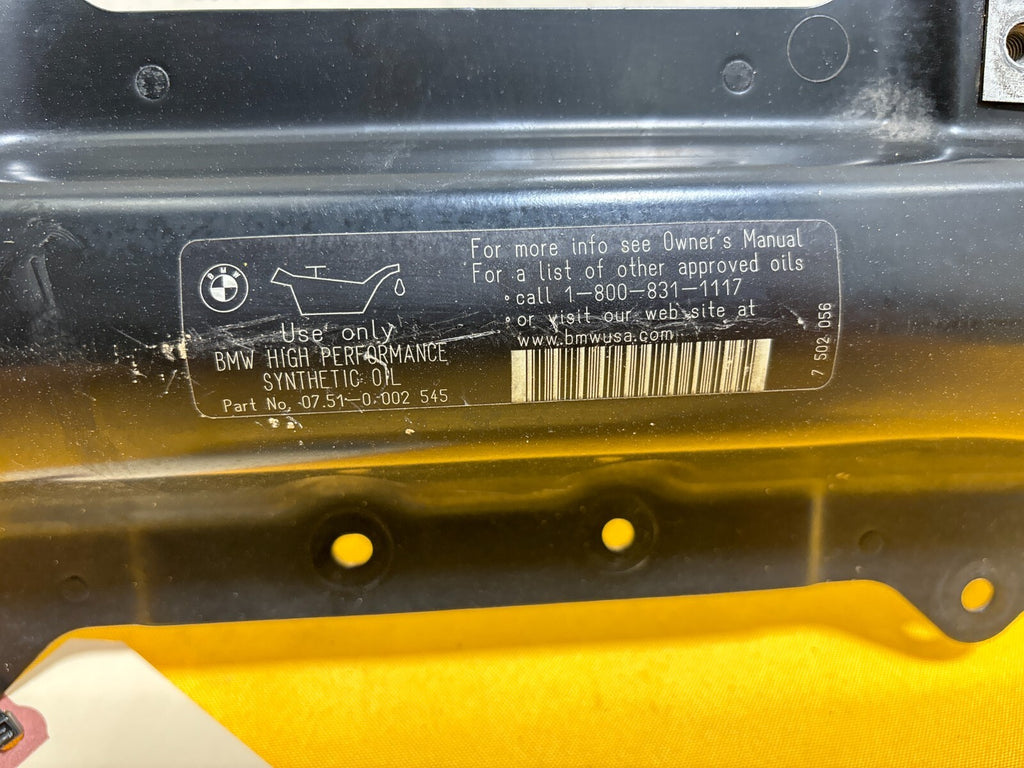 BMW
Use only
BMW HIGH PERFORMANCE
SYNTHETIC OIL
Part No. 07.51-0.002 545
For more info see Owner's Manual
For a list of other approved oils
• call 1-800-831-1117
• or visit our web site at
www.bmwusa.com
7 502 056